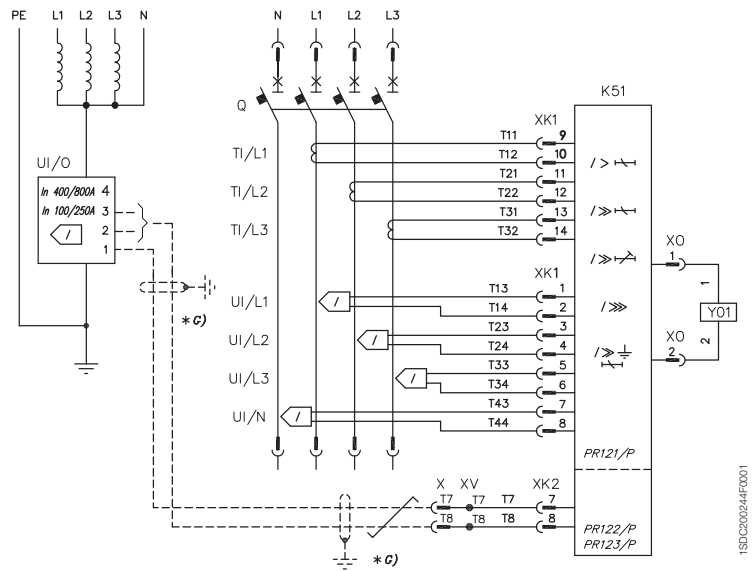 PE L1 L2 L3 N
N L1 L2 L3
K51
Q
XK1
UI/O
In 400/800A 4
In 100/250A 3
/ 2
1
TI/L1
TI/L2
TI/L3
T11 9
T12 10
T21 11
T22 12
T31 13
T32 14
/>
/≫
/≫
/⋙
/≫
XO
1
1
Y01
2
XO
2
*G)
XK1
UI/L1 / T13 1
T14 2
UI/L2 / T23 3
T24 4
UI/L3 / T33 5
T34 6
UI/N / T43 7
T44 8
PR121/P
X XV XK2
T7 T7 T7 7
T8 T8 T8 8
*G)
PR122/P
PR123/P
1SDC200244F0001